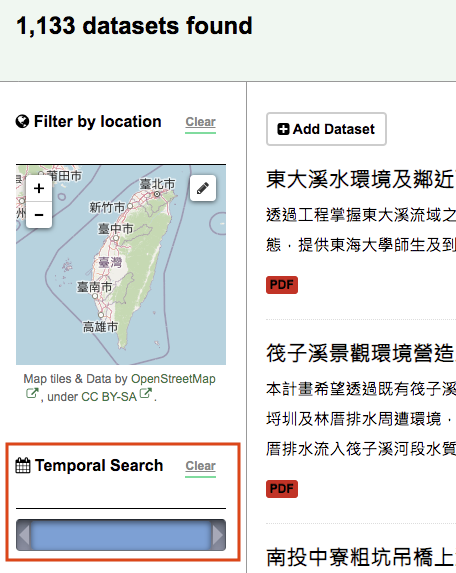 1,133 datasets found
Filter by location
Clear
莆田市
臺北市
新竹市
臺中市
臺灣
臺南市
高雄市
州
+
−
Map tiles & Data by OpenStreetMap
, under CC BY-SA .
Temporal Search
Clear
Add Dataset
東大溪水環境及鄰近
透過工程掌握東大溪流域之
態，提供東海大學師生及到
PDF
筏子溪景觀環境營造
本計畫希望透過既有筏子溪
埒圳及林厝排水周遭環境，
厝排水流入筏子溪河段水質
PDF
南投中寮粗坑吊橋上